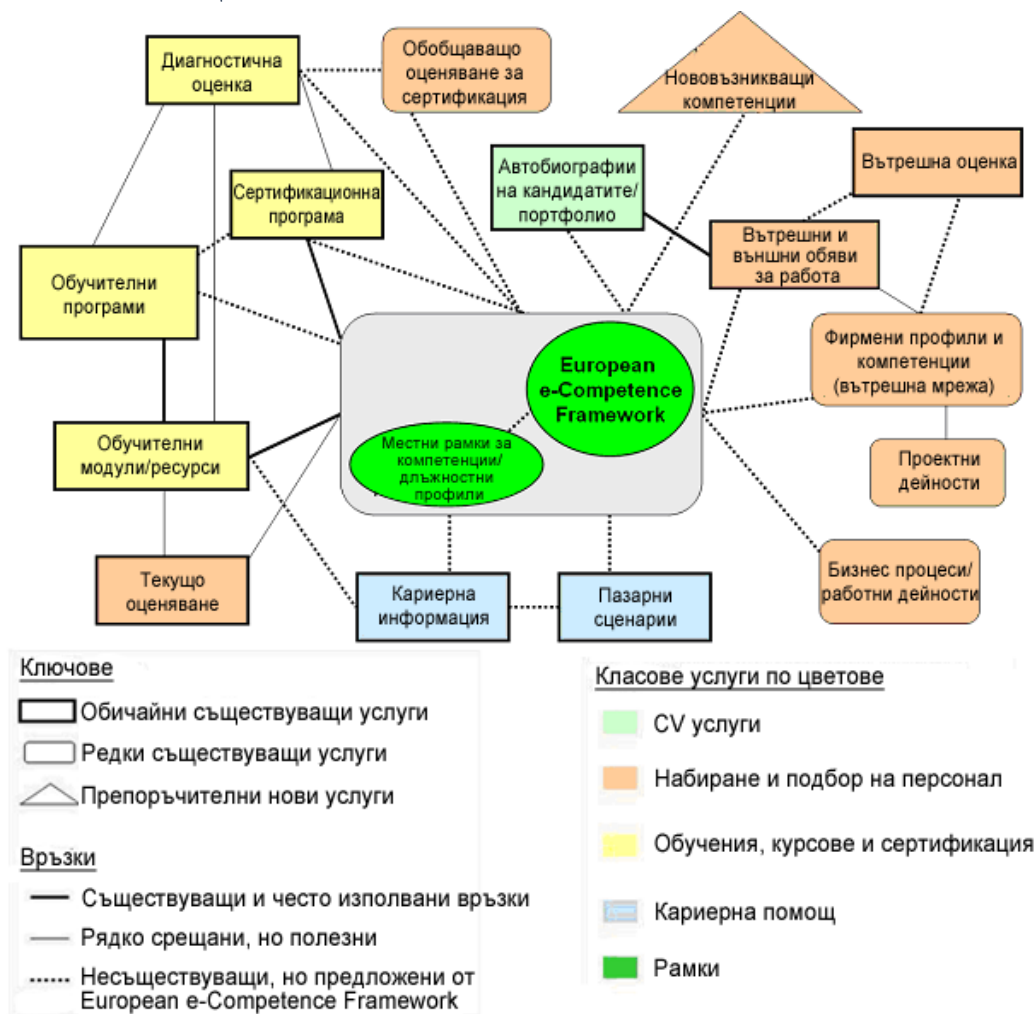 Диагностична
оценка
Обобщаващо
оценяване за
сертификация
Нововъзникващи
компетенции
Автобиографии
на кандидатите/
портфолио
Вътрешна оценка
Сертификационна
програма
Вътрешни и
външни обяви
за работа
Обучителни
програми
Фирмени профили и
компетенции
(вътрешна мрежа)
European
e-Competence
Framework
Обучителни
модули/ресурси
Местни рамки за
компетенции/
длъжностни
профили
Проектни
дейности
Текущо
оценяване
Кариерна
информация
Пазарни
сценарии
Бизнес процеси/
работни дейности
Ключове
Обичайни съществуващи услуги
Редки съществуващи услуги
Препоръчителни нови услуги
Връзки
Съществуващи и често използвани връзки
Рядко срещани, но полезни
Несъществуващи, но предложени от
European e-Competence Framework
Класове услуги по цветове
CV услуги
Набиране и подбор на персонал
Обучения, курсове и сертификация
Кариерна помощ
Рамки